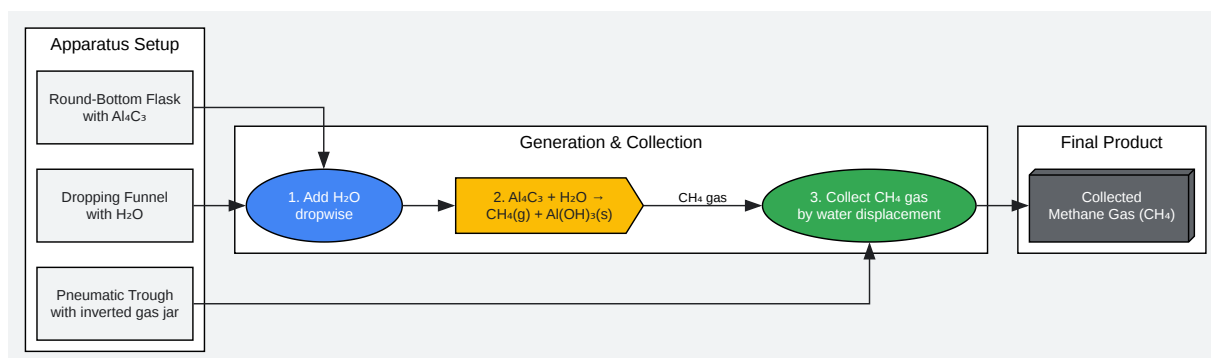 Apparatus Setup
Round-Bottom Flask
with Al₄C₃
Dropping Funnel
with H₂O
Pneumatic Trough
with inverted gas jar
Generation & Collection
1. Add H₂O
dropwise
2. Al₄C₃ + H₂O →
CH₄(g) + Al(OH)₃(s)
CH₄ gas
3. Collect CH₄ gas
by water displacement
Final Product
Collected
Methane Gas (CH₄)